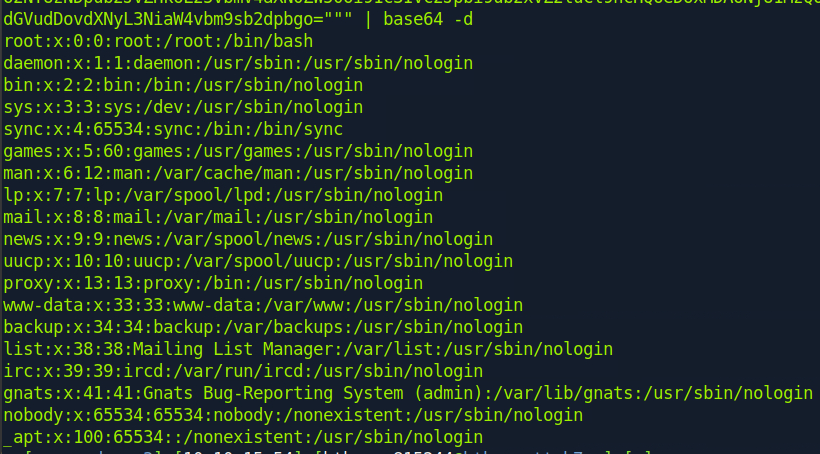 dGVudDovdXNyL3NiaW4vbm9sb2dpbgo=""" | base64 -d
root:x:0:0:root:/root:/bin/bash
daemon:x:1:1:daemon:/usr/sbin:/usr/sbin/nologin
bin:x:2:2:bin:/bin:/usr/sbin/nologin
sys:x:3:3:sys:/dev:/usr/sbin/nologin
sync:x:4:65534:sync:/bin:/bin/sync
games:x:5:60:games:/usr/games:/usr/sbin/nologin
man:x:6:12:man:/var/cache/man:/usr/sbin/nologin
lp:x:7:7:lp:/var/spool/lpd:/usr/sbin/nologin
mail:x:8:8:mail:/var/mail:/usr/sbin/nologin
news:x:9:9:news:/var/spool/news:/usr/sbin/nologin
uucp:x:10:10:uucp:/var/spool/uucp:/usr/sbin/nologin
proxy:x:13:13:proxy:/bin:/usr/sbin/nologin
www-data:x:33:33:www-data:/var/www:/usr/sbin/nologin
backup:x:34:34:backup:/var/backups:/usr/sbin/nologin
list:x:38:38:Mailing List Manager:/var/list:/usr/sbin/nologin
irc:x:39:39:ircd:/var/run/ircd:/usr/sbin/nologin
gnats:x:41:41:Gnats Bug-Reporting System (admin):/var/lib/gnats:/usr/sbin/nologin
nobody:x:65534:65534:nobody:/nonexistent:/usr/sbin/nologin
_apt:x:100:65534::/nonexistent:/usr/sbin/nologin